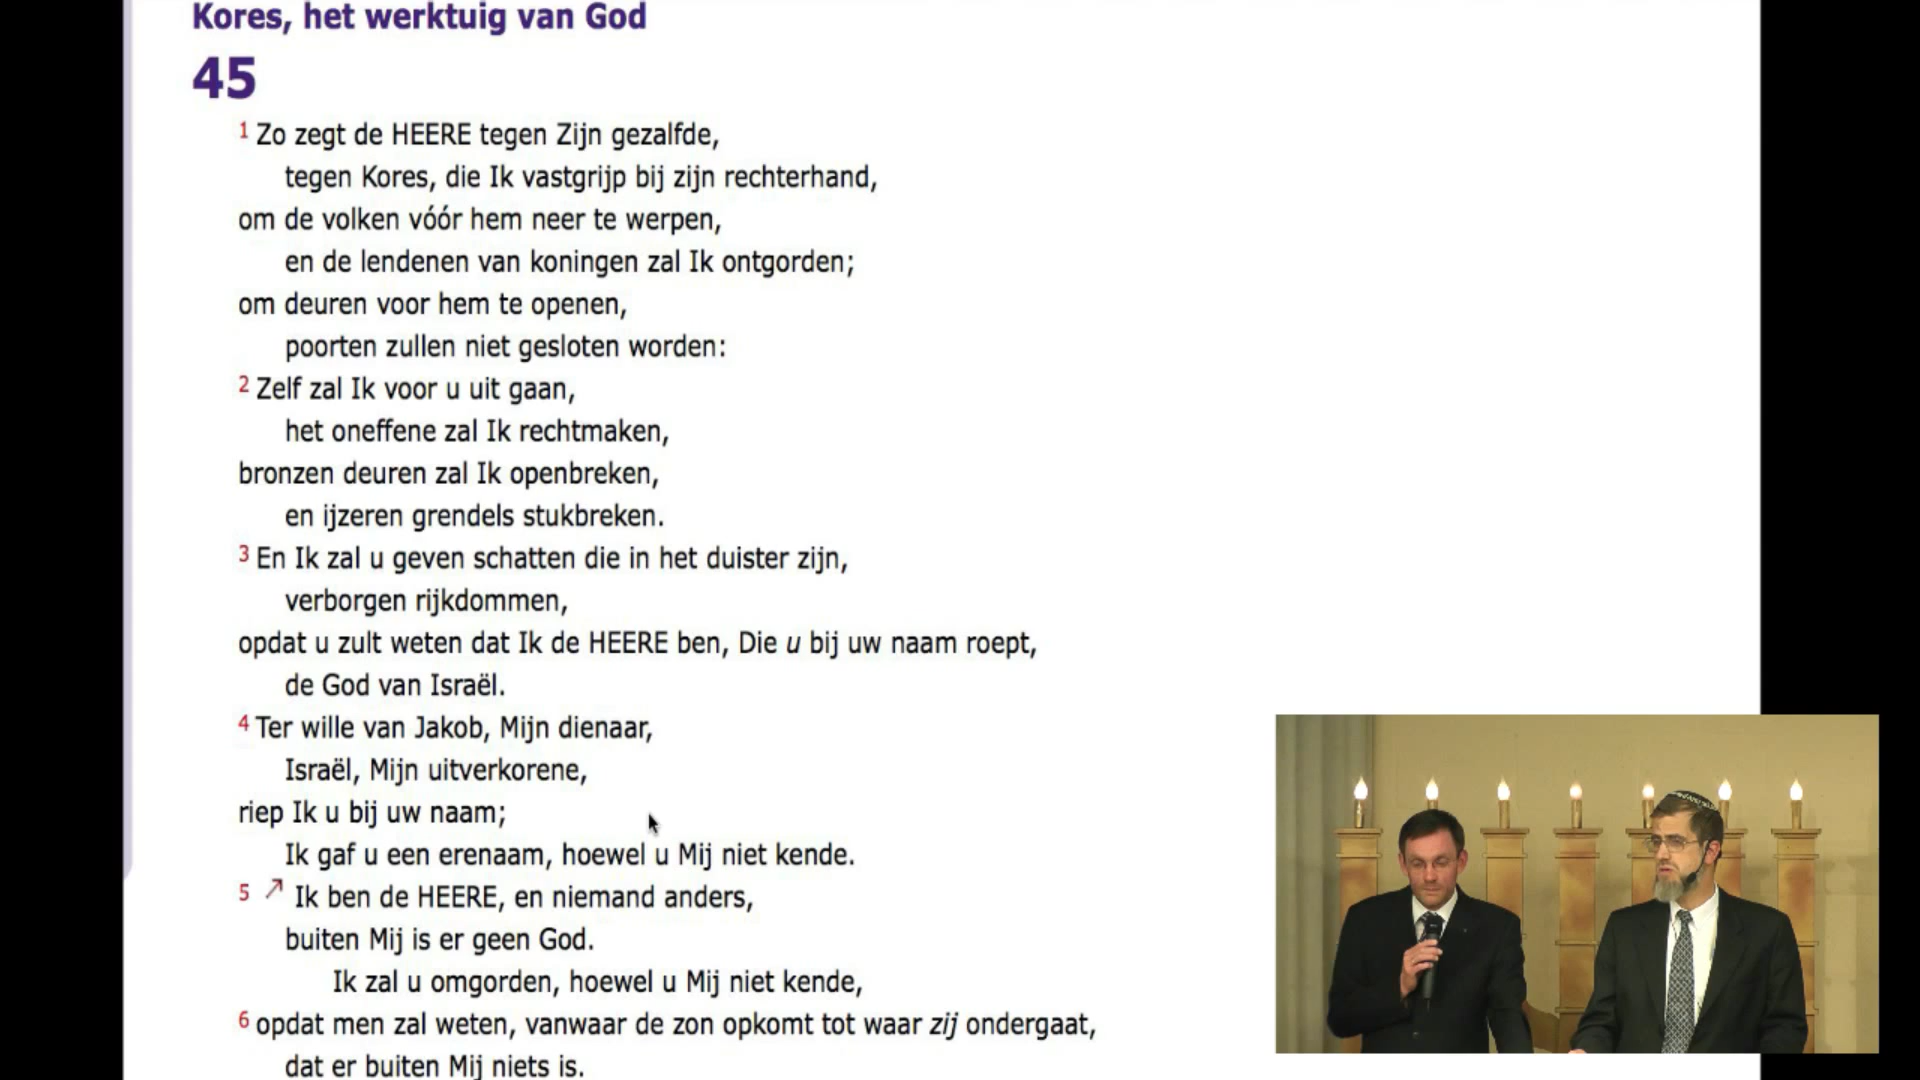 Kores, het werktuig van God
45
1 Zo zegt de HEERE tegen Zijn gezalfde,
tegen Kores, die Ik vastgrijp bij zijn rechterhand,
om de volken vóór hem neer te werpen,
en de lendenen van koningen zal Ik ontgorden;
om deuren voor hem te openen,
poorten zullen niet gesloten worden:
2 Zelf zal Ik voor u uit gaan,
het oneffene zal Ik rechtmaken,
bronzen deuren zal Ik openbreken,
en ijzeren grendels stukbreken.
3 En Ik zal u geven schatten die in het duister zijn,
verborgen rijkdommen,
opdat u zult weten dat Ik de HEERE ben, Die u bij uw naam roept,
de God van Israël.
4 Ter wille van Jakob, Mijn dienaar,
Israël, Mijn uitverkorene,
riep Ik u bij uw naam;
Ik gaf u een erenaam, hoewel u Mij niet kende.
5 Ik ben de HEERE, en niemand anders,
buiten Mij is er geen God.
Ik zal u omgorden, hoewel u Mij niet kende,
6 opdat men zal weten, vanwaar de zon opkomt tot waar zij ondergaat,
dat er buiten Mij niets is.